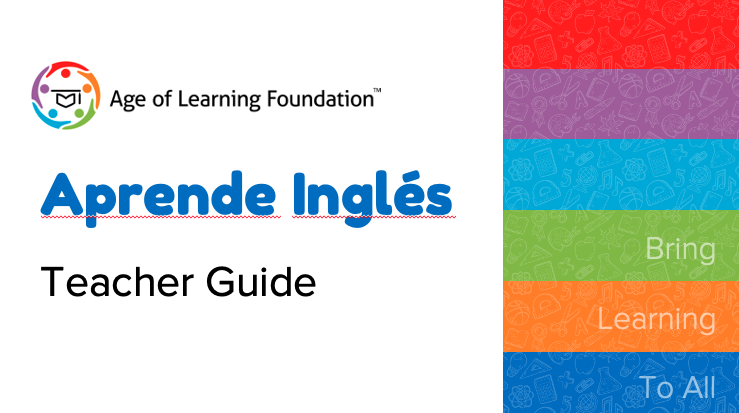 Age of Learning Foundation™
Aprende Inglés
Teacher Guide
Bring
Learning
To All